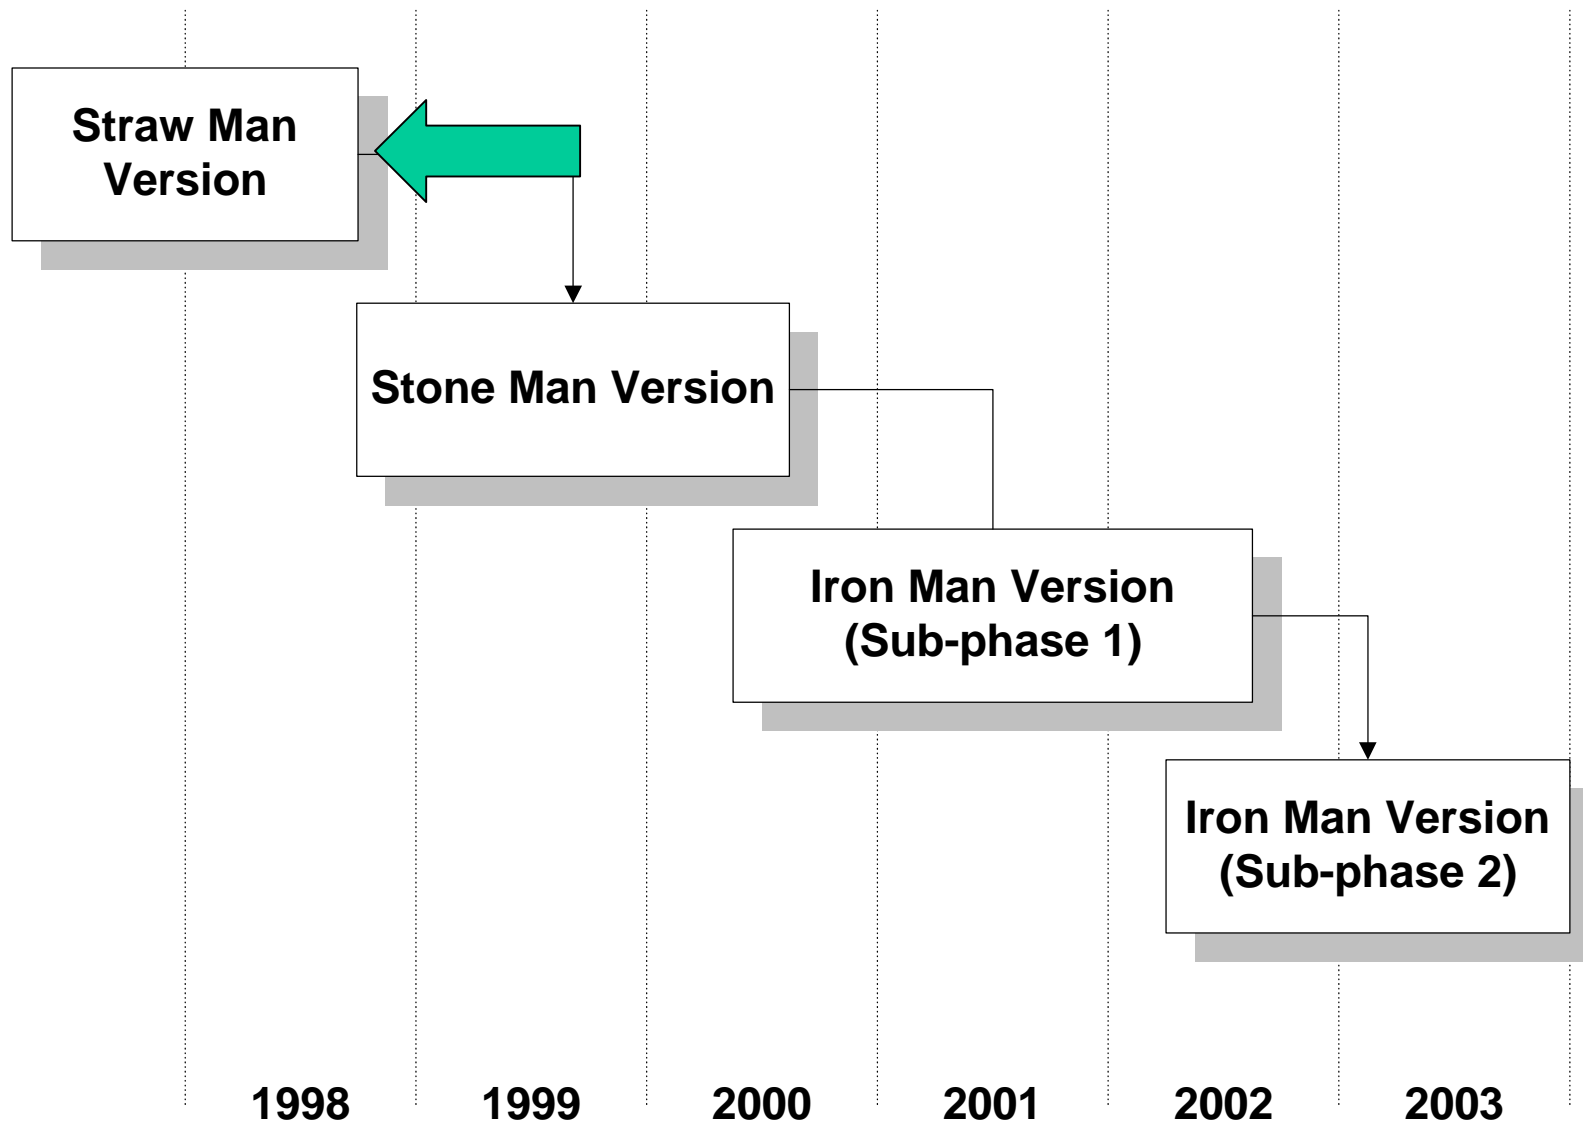 Straw Man
Version
Stone Man Version
Iron Man Version
(Sub-phase 1)
Iron Man Version
(Sub-phase 2)
1998 1999 2000 2001 2002 2003